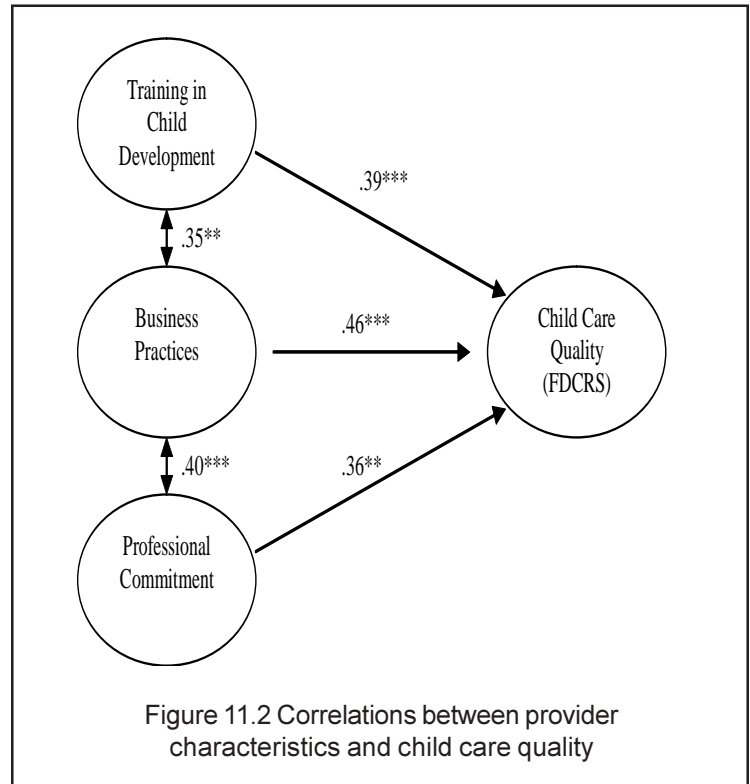 Training in
Child
Development
.39***
.35**
Business
Practices
.46***
Child Care
Quality
(FDCRS)
.40***
.36**
Professional
Commitment
Figure 11.2 Correlations between provider
characteristics and child care quality